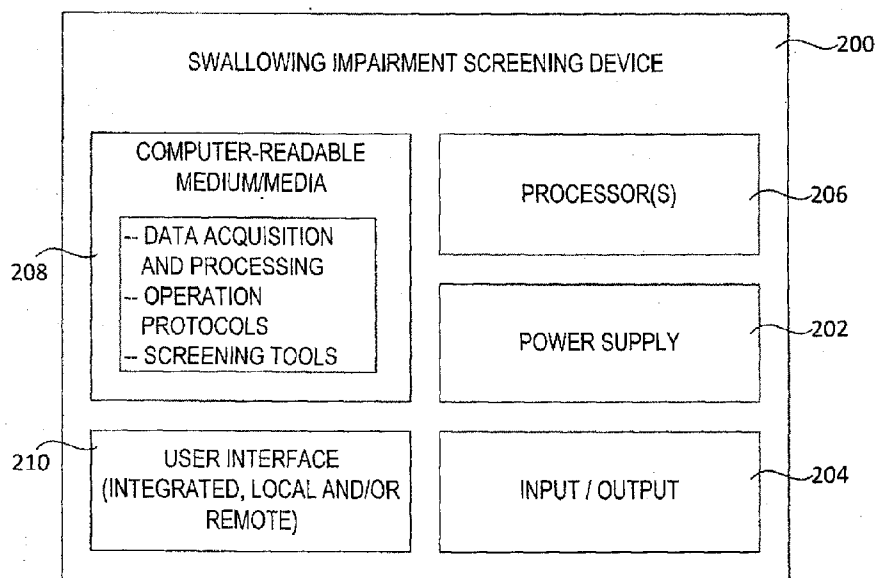 200
SWALLOWING IMPAIRMENT SCREENING DEVICE
COMPUTER-READABLE
MEDIUM/MEDIA
-- DATA ACQUISITION
AND PROCESSING
-- OPERATION
PROTOCOLS
-- SCREENING TOOLS
208
PROCESSOR(S)
206
POWER SUPPLY
202
USER INTERFACE
(INTEGRATED, LOCAL AND/OR
REMOTE)
210
INPUT / OUTPUT
204